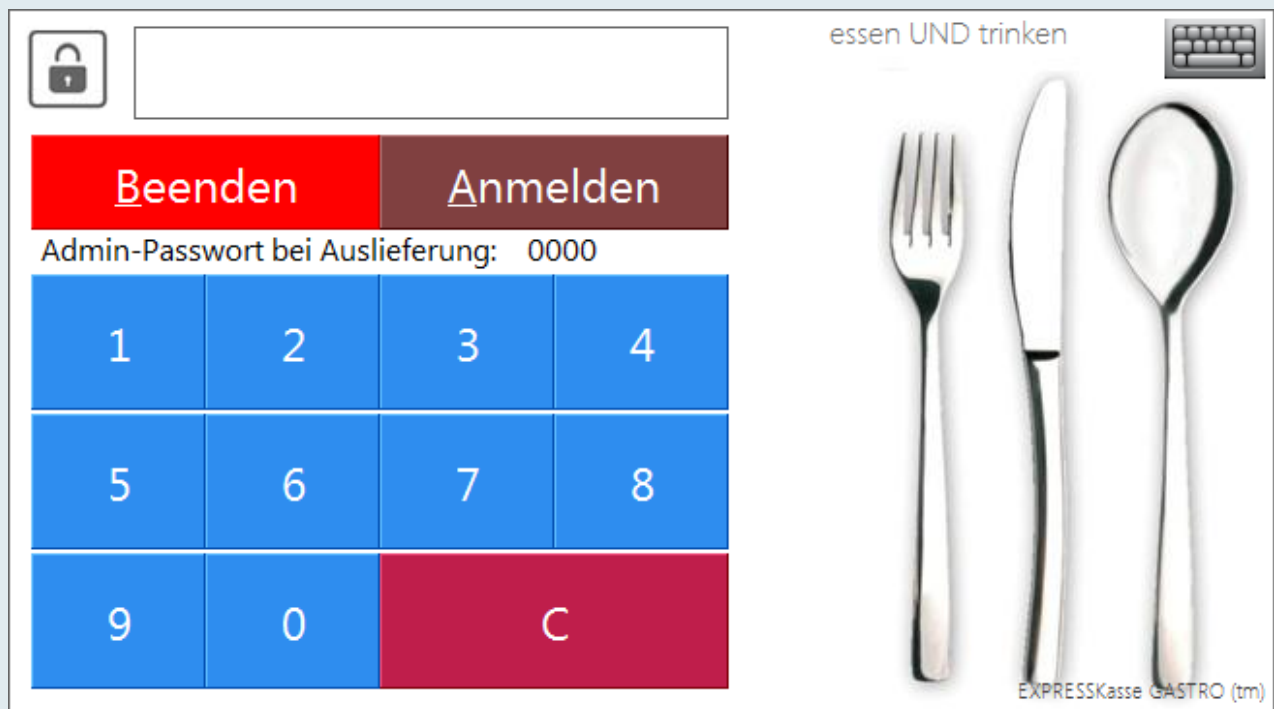 essen UND trinken
Beenden Anmelden
Admin-Passwort bei Auslieferung: 0000
1 2 3 4
5 6 7 8
9 0 C
EXPRESSKasse GASTRO (tm)